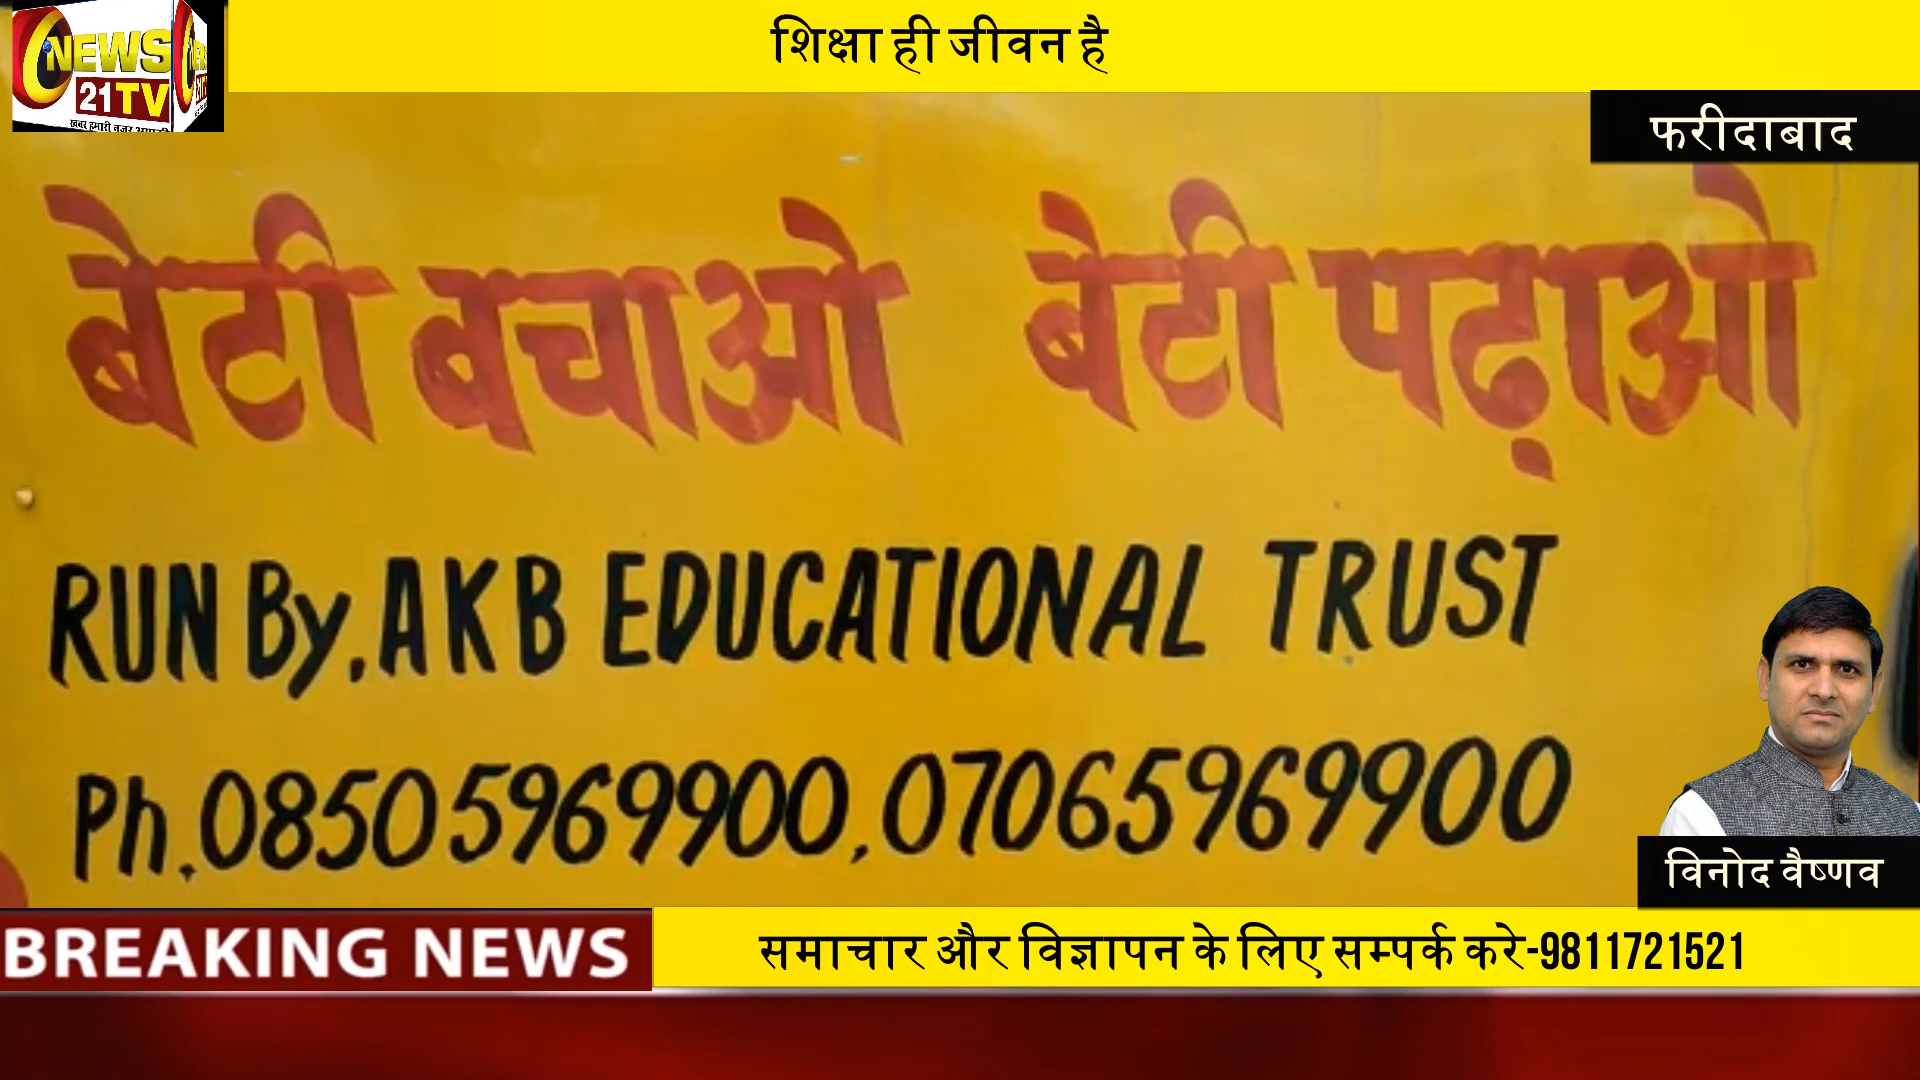 NEWS
21TV
शिक्षा ही जीवन है
फरीदाबाद
बेटी बचाओ बेटी पढ़ाओ
RUN By. AKB EDUCATIONAL TRUST
Ph. 08505969900, 07065969900
विनोद वैष्णव
BREAKING NEWS
समाचार और विज्ञापन के लिए सम्पर्क करे-9811721521